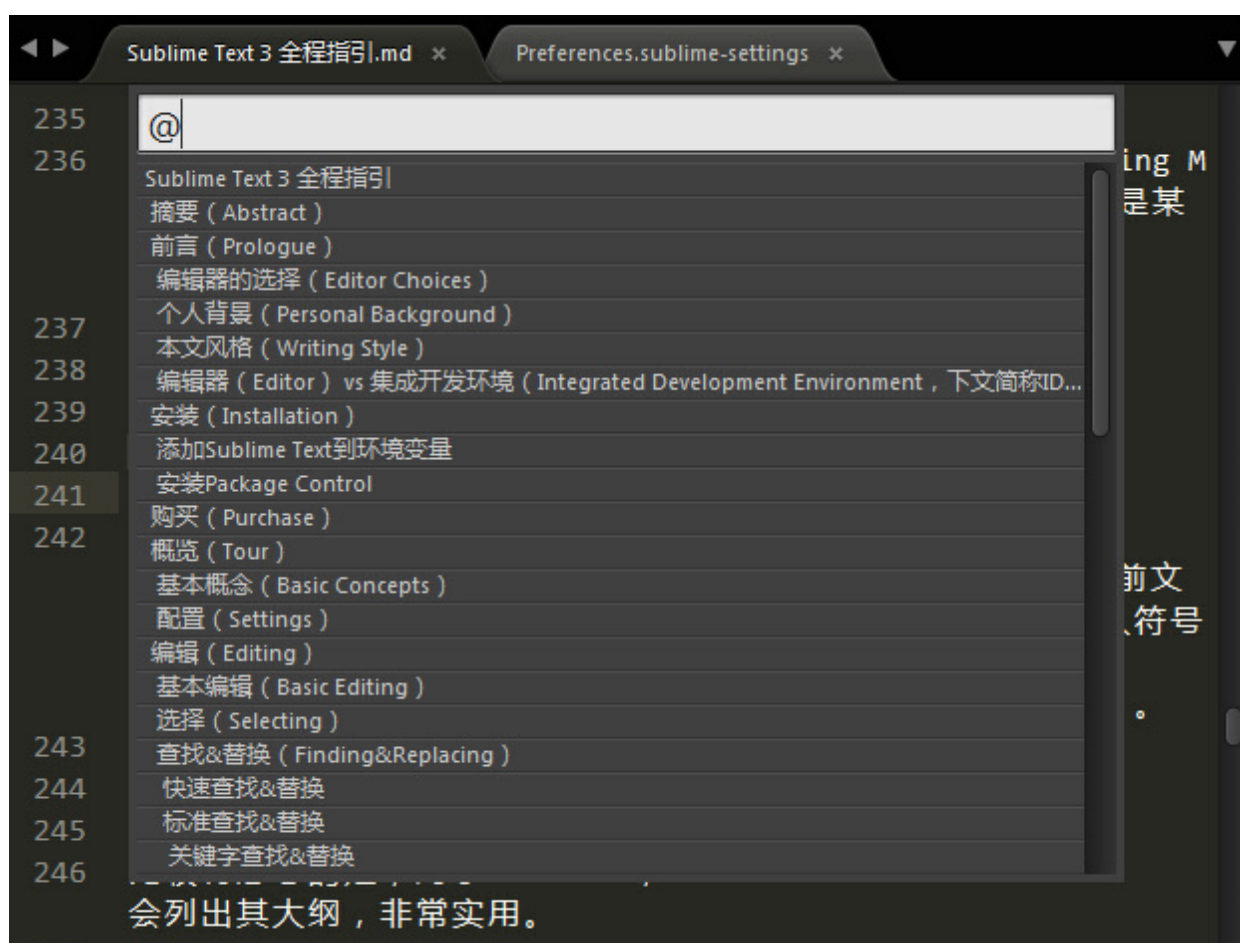 Sublime Text 3 全程指引.md × Preferences.sublime-settings ×
@
Sublime Text 3 全程指引
摘要（Abstract）
前言（Prologue）
编辑器的选择（Editor Choices）
个人背景（Personal Background）
本文风格（Writing Style）
编辑器（Editor）vs 集成开发环境（Integrated Development Environment，下文简称ID...
安装（Installation）
添加Sublime Text到环境变量
安装Package Control
购买（Purchase）
概览（Tour）
基本概念（Basic Concepts）
配置（Settings）
编辑（Editing）
基本编辑（Basic Editing）
选择（Selecting）
查找&替换（Finding&Replacing）
快速查找&替换
标准查找&替换
关键字查找&替换
235
236 ing M
是某
237
238
239
240
241
242
前文
符号
。
243
244
245
246
会列出其大纲，非常实用。